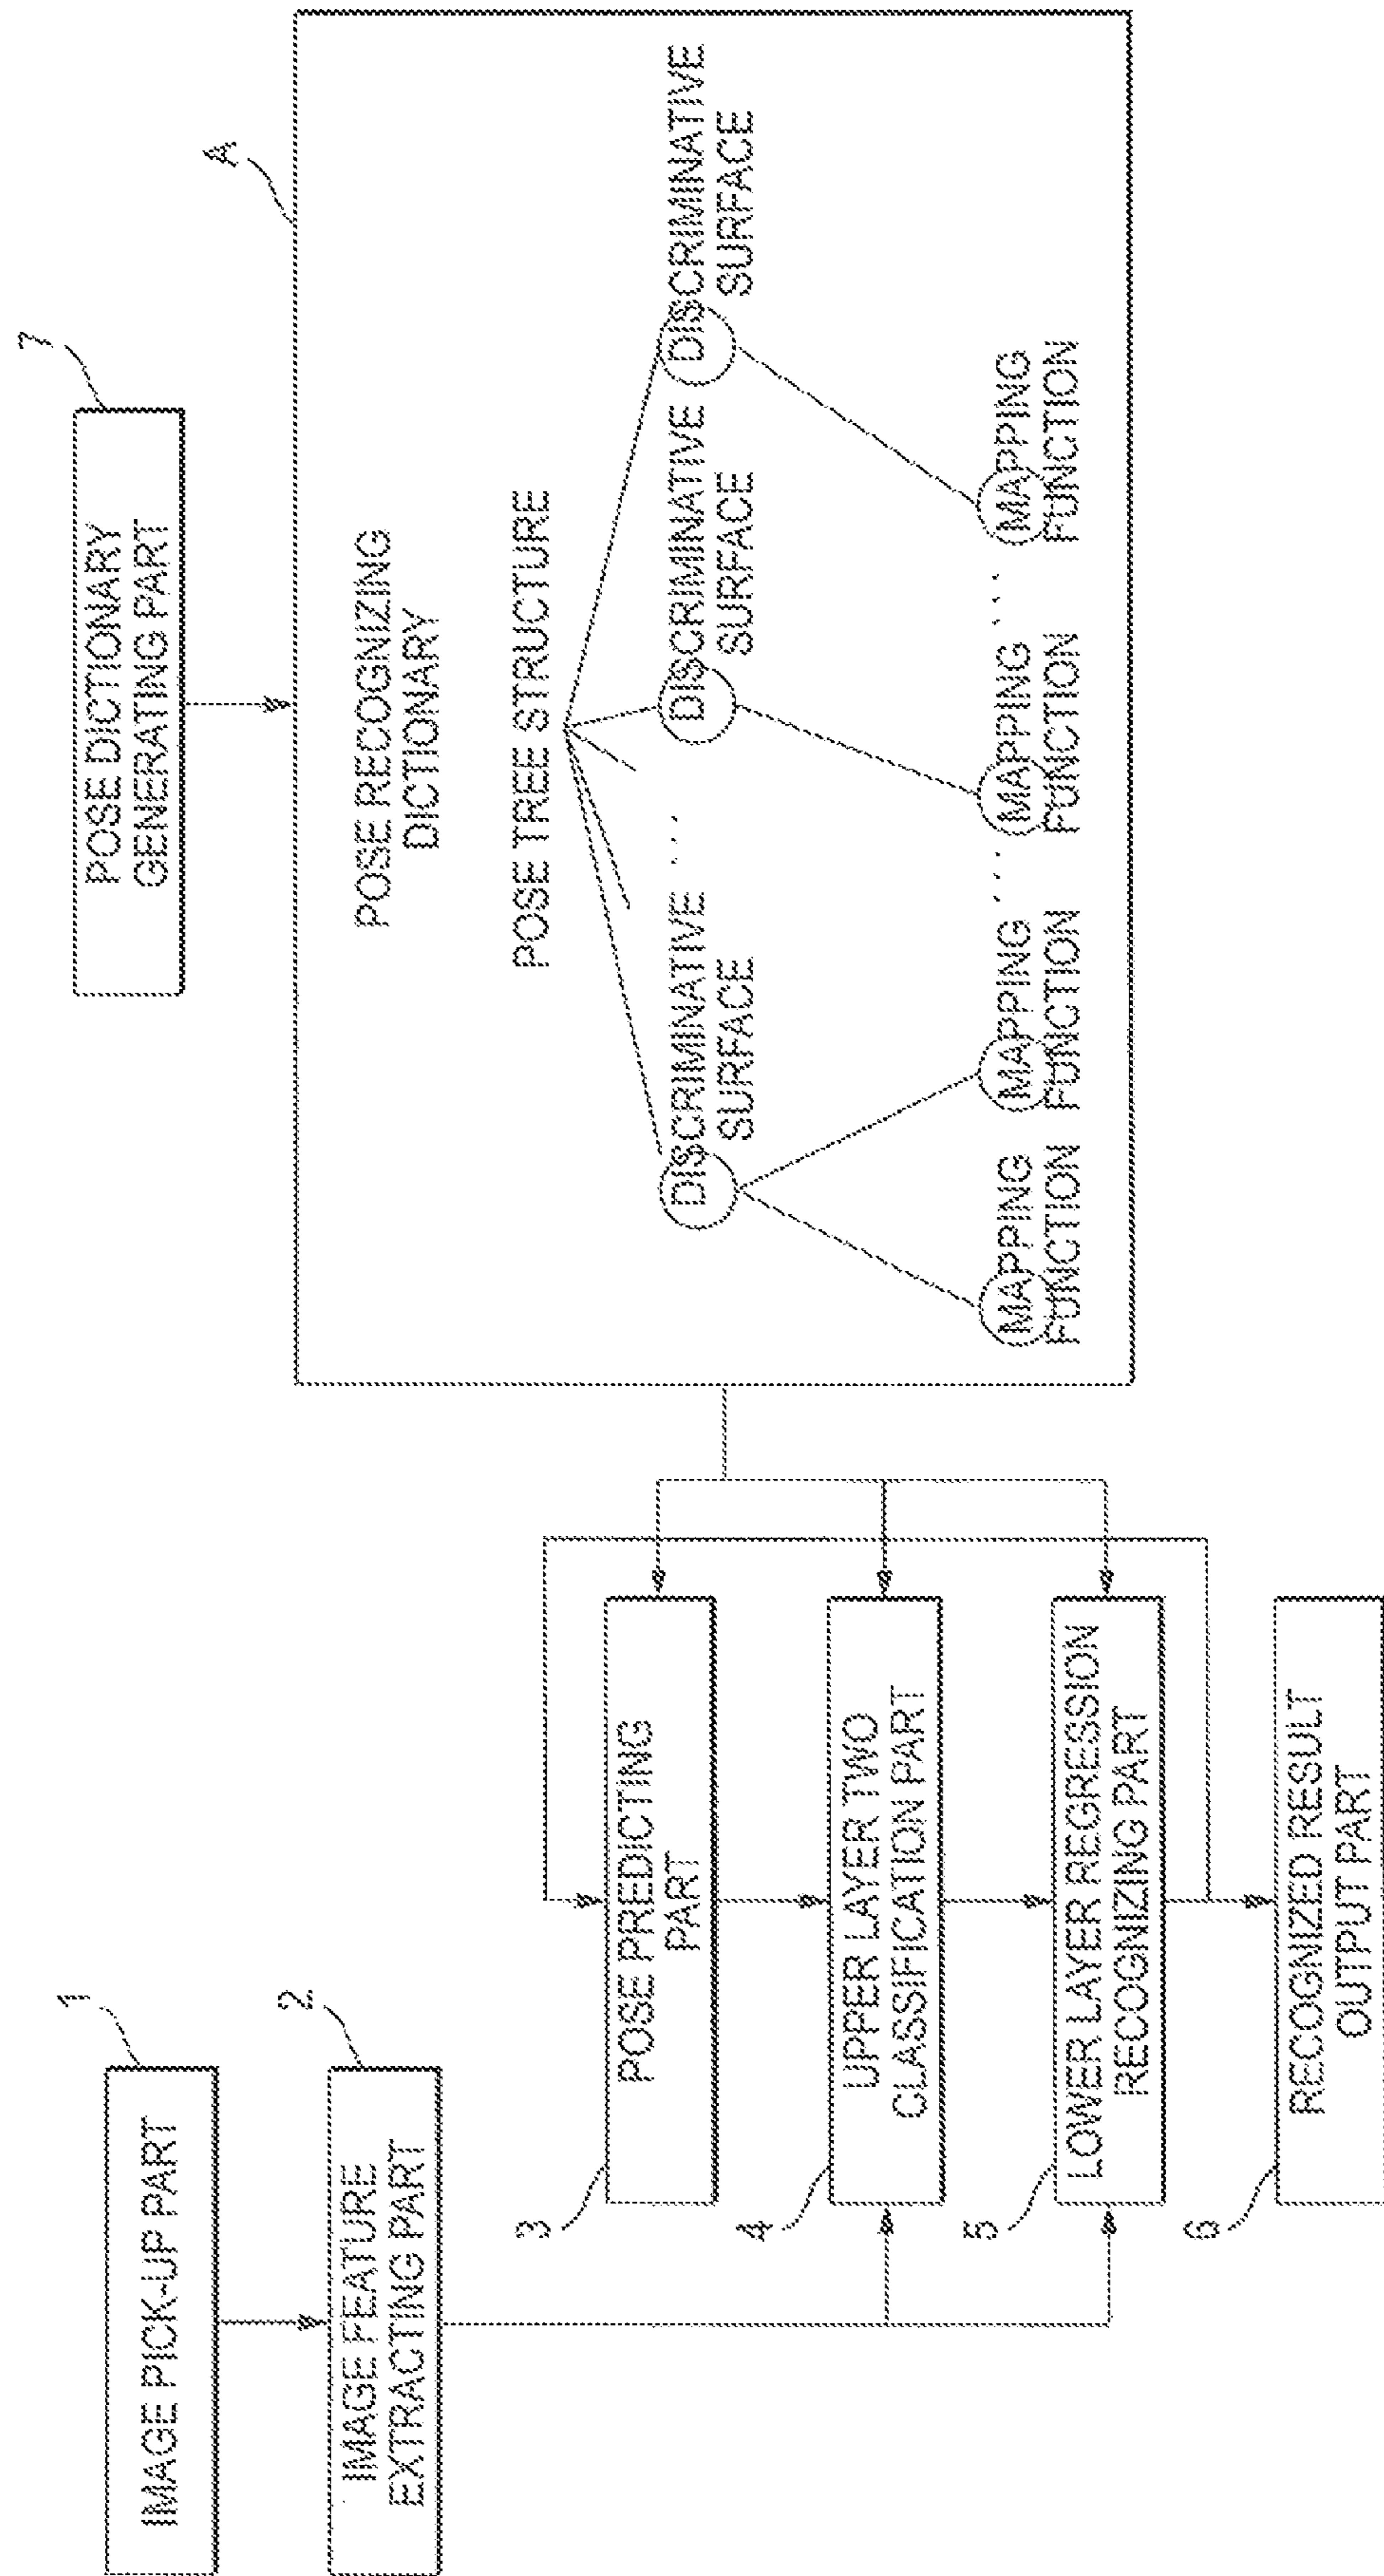 1
IMAGE PICK-UP PART
2
IMAGE FEATURE
EXTRACTING PART
3
POSE PREDICTING
PART
4
UPPER LAYER TWO
CLASSIFICATION PART
5
LOWER LAYER REGRESSION
RECOGNIZING PART
6
RECOGNIZED RESULT
OUTPUT PART
7
POSE DICTIONARY
GENERATING PART
A
POSE RECOGNIZING
DICTIONARY
POSE TREE STRUCTURE
DISCRIMINATIVE
SURFACE
...
DISCRIMINATIVE
SURFACE
DISCRIMINATIVE
SURFACE
MAPPING
FUNCTION
MAPPING
FUNCTION
...
MAPPING
FUNCTION
...
MAPPING
FUNCTION